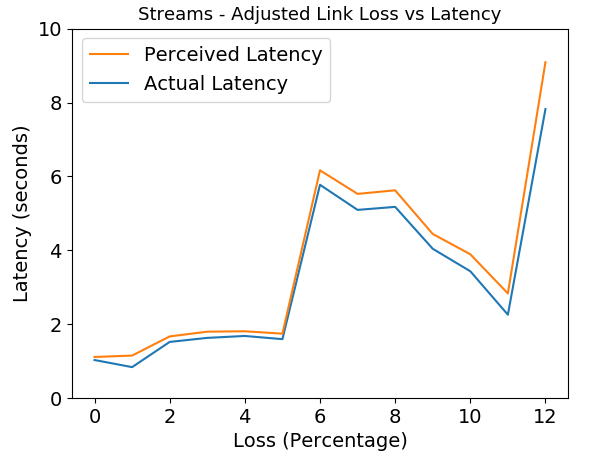 Streams - Adjusted Link Loss vs Latency
10
8
6
4
2
0
Latency (seconds)
Perceived Latency
Actual Latency
0 2 4 6 8 10 12
Loss (Percentage)